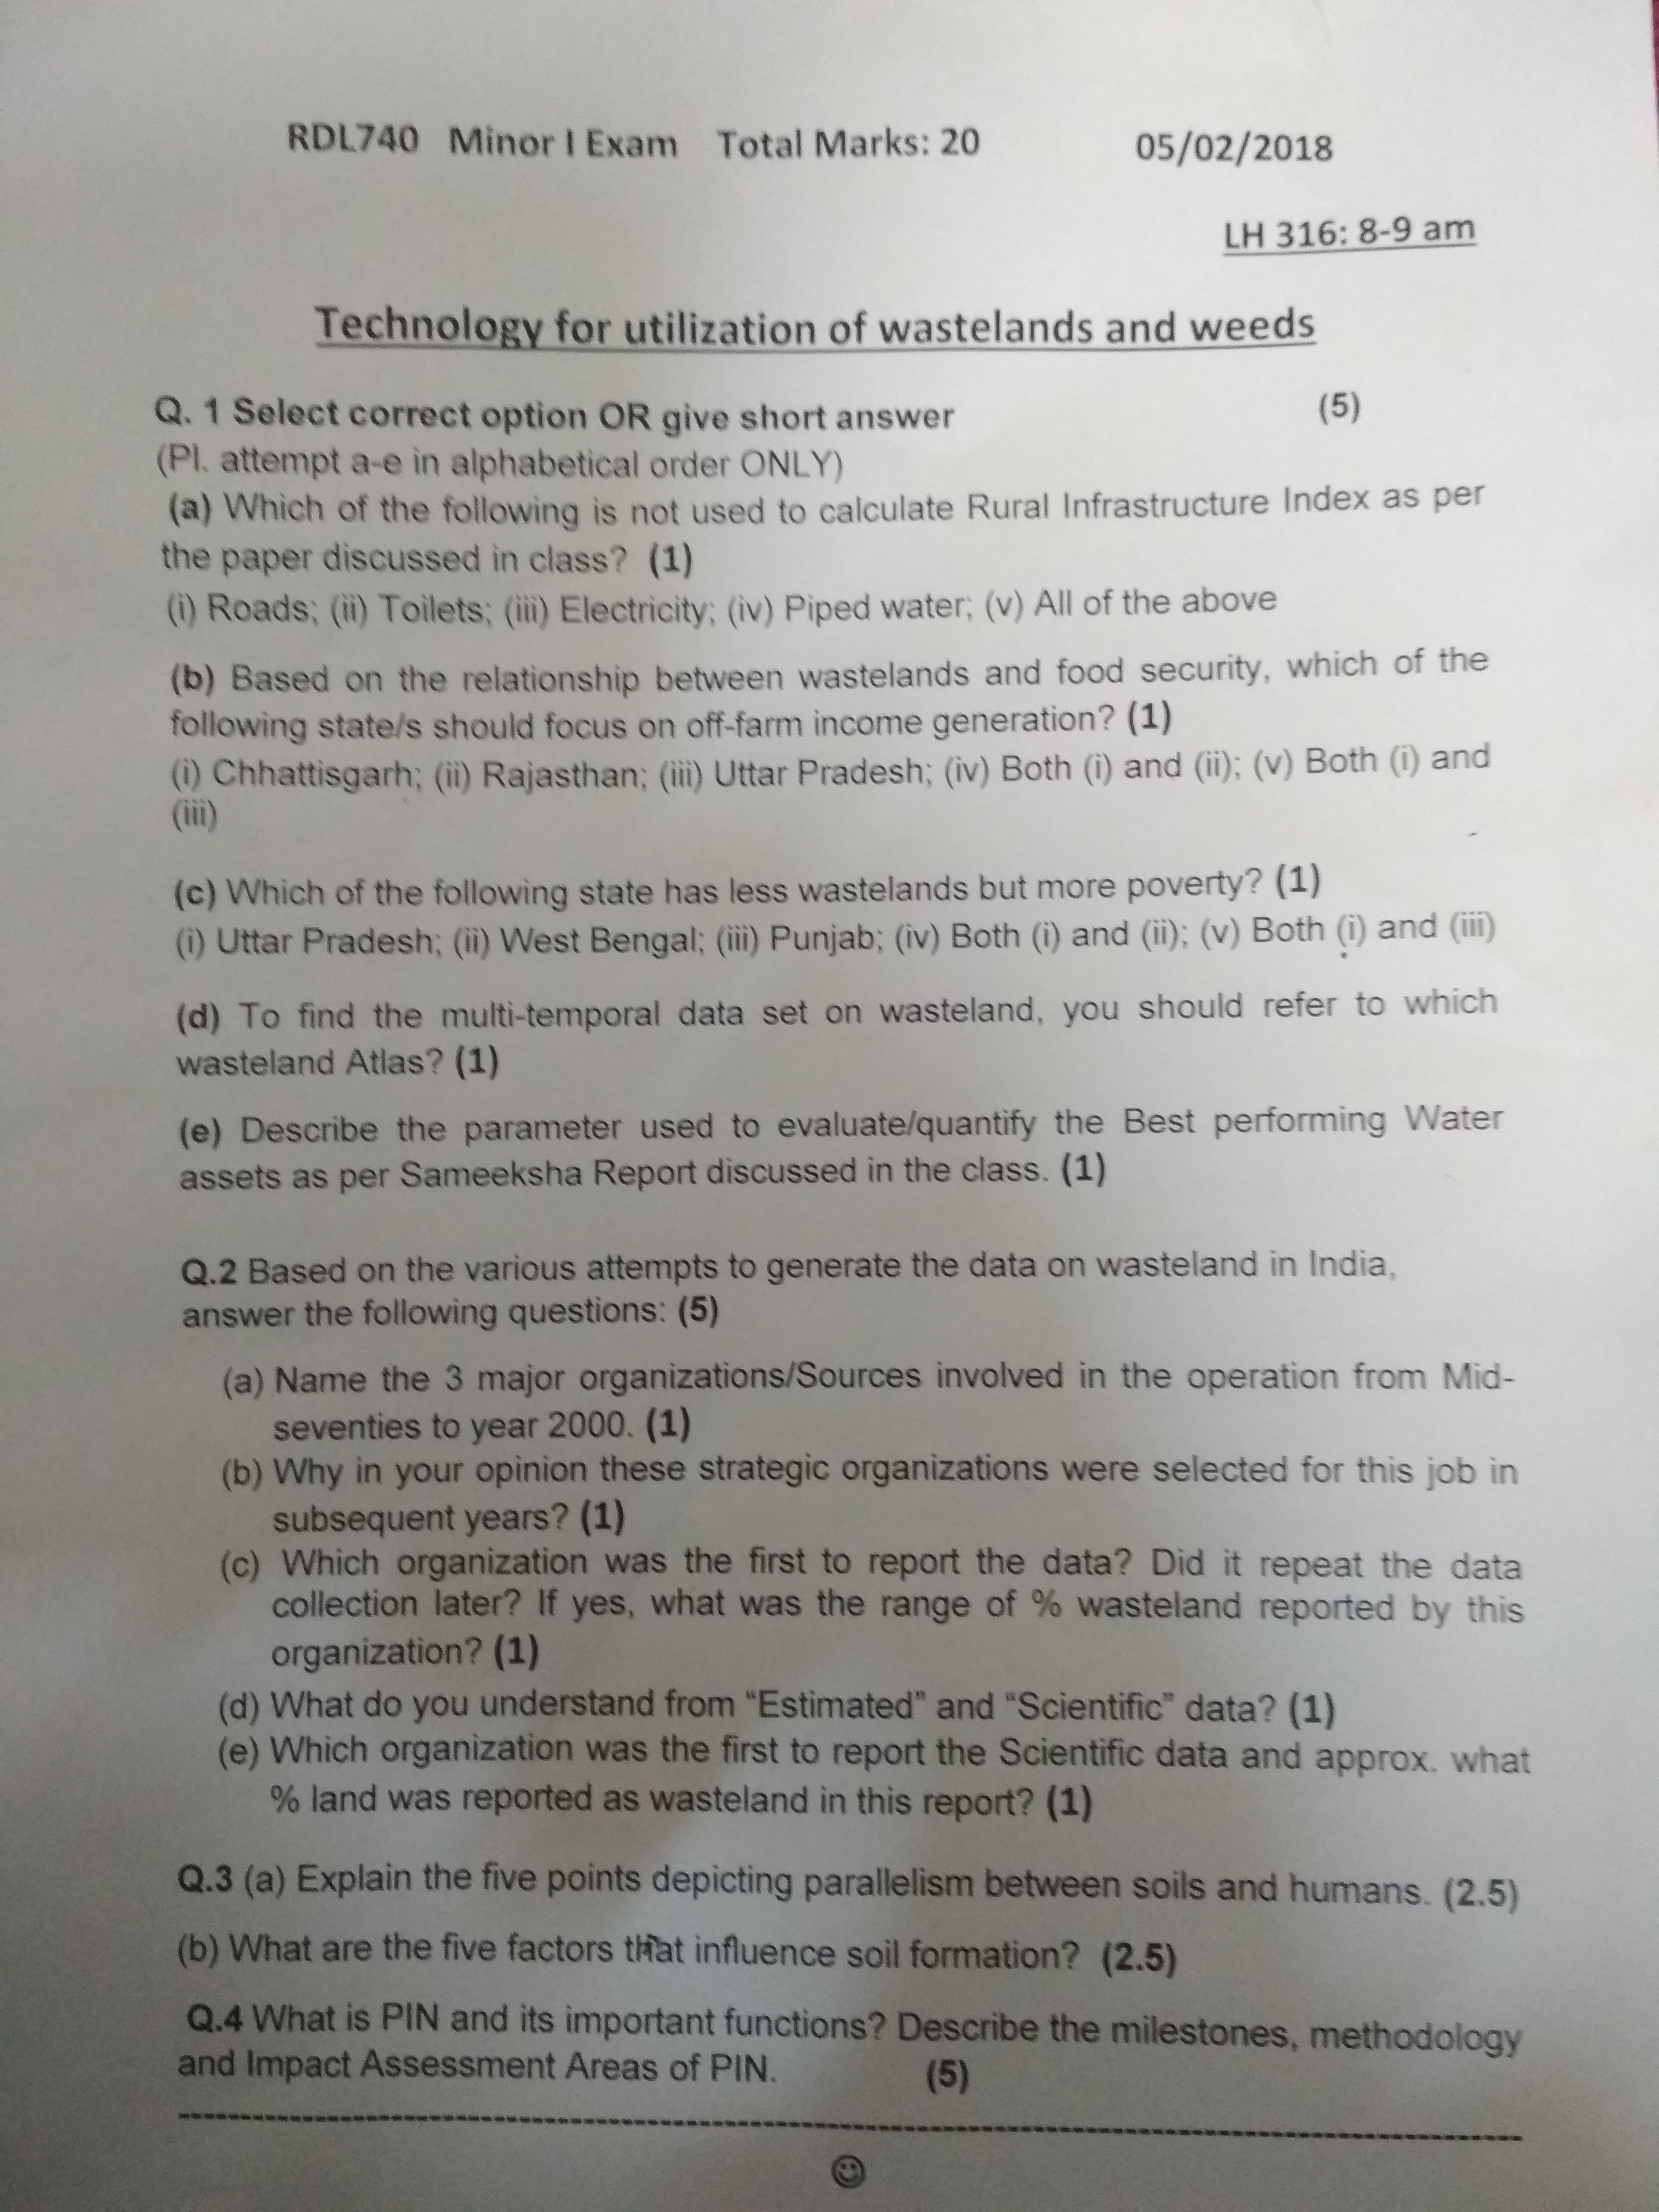 RDL740 Minor I Exam Total Marks: 20 05/02/2018
LH 316: 8-9 am
Technology for utilization of wastelands and weeds
Q. 1 Select correct option OR give short answer (5)
(Pl. attempt a-e in alphabetical order ONLY)
(a) Which of the following is not used to calculate Rural Infrastructure Index as per
the paper discussed in class? (1)
(i) Roads; (ii) Toilets; (iii) Electricity; (iv) Piped water; (v) All of the above
(b) Based on the relationship between wastelands and food security, which of the
following state/s should focus on off-farm income generation? (1)
(i) Chhattisgarh; (ii) Rajasthan; (iii) Uttar Pradesh; (iv) Both (i) and (ii); (v) Both (i) and
(iii)
(c) Which of the following state has less wastelands but more poverty? (1)
(i) Uttar Pradesh; (ii) West Bengal; (iii) Punjab; (iv) Both (i) and (ii); (v) Both (i) and (iii)
(d) To find the multi-temporal data set on wasteland, you should refer to which
wasteland Atlas? (1)
(e) Describe the parameter used to evaluate/quantify the Best performing Water
assets as per Sameeksha Report discussed in the class. (1)
Q.2 Based on the various attempts to generate the data on wasteland in India,
answer the following questions: (5)
(a) Name the 3 major organizations/Sources involved in the operation from Mid-
seventies to year 2000. (1)
(b) Why in your opinion these strategic organizations were selected for this job in
subsequent years? (1)
(c) Which organization was the first to report the data? Did it repeat the data
collection later? If yes, what was the range of % wasteland reported by this
organization? (1)
(d) What do you understand from “Estimated” and “Scientific” data? (1)
(e) Which organization was the first to report the Scientific data and approx. what
% land was reported as wasteland in this report? (1)
Q.3 (a) Explain the five points depicting parallelism between soils and humans. (2.5)
(b) What are the five factors that influence soil formation? (2.5)
Q.4 What is PIN and its important functions? Describe the milestones, methodology
and Impact Assessment Areas of PIN. (5)